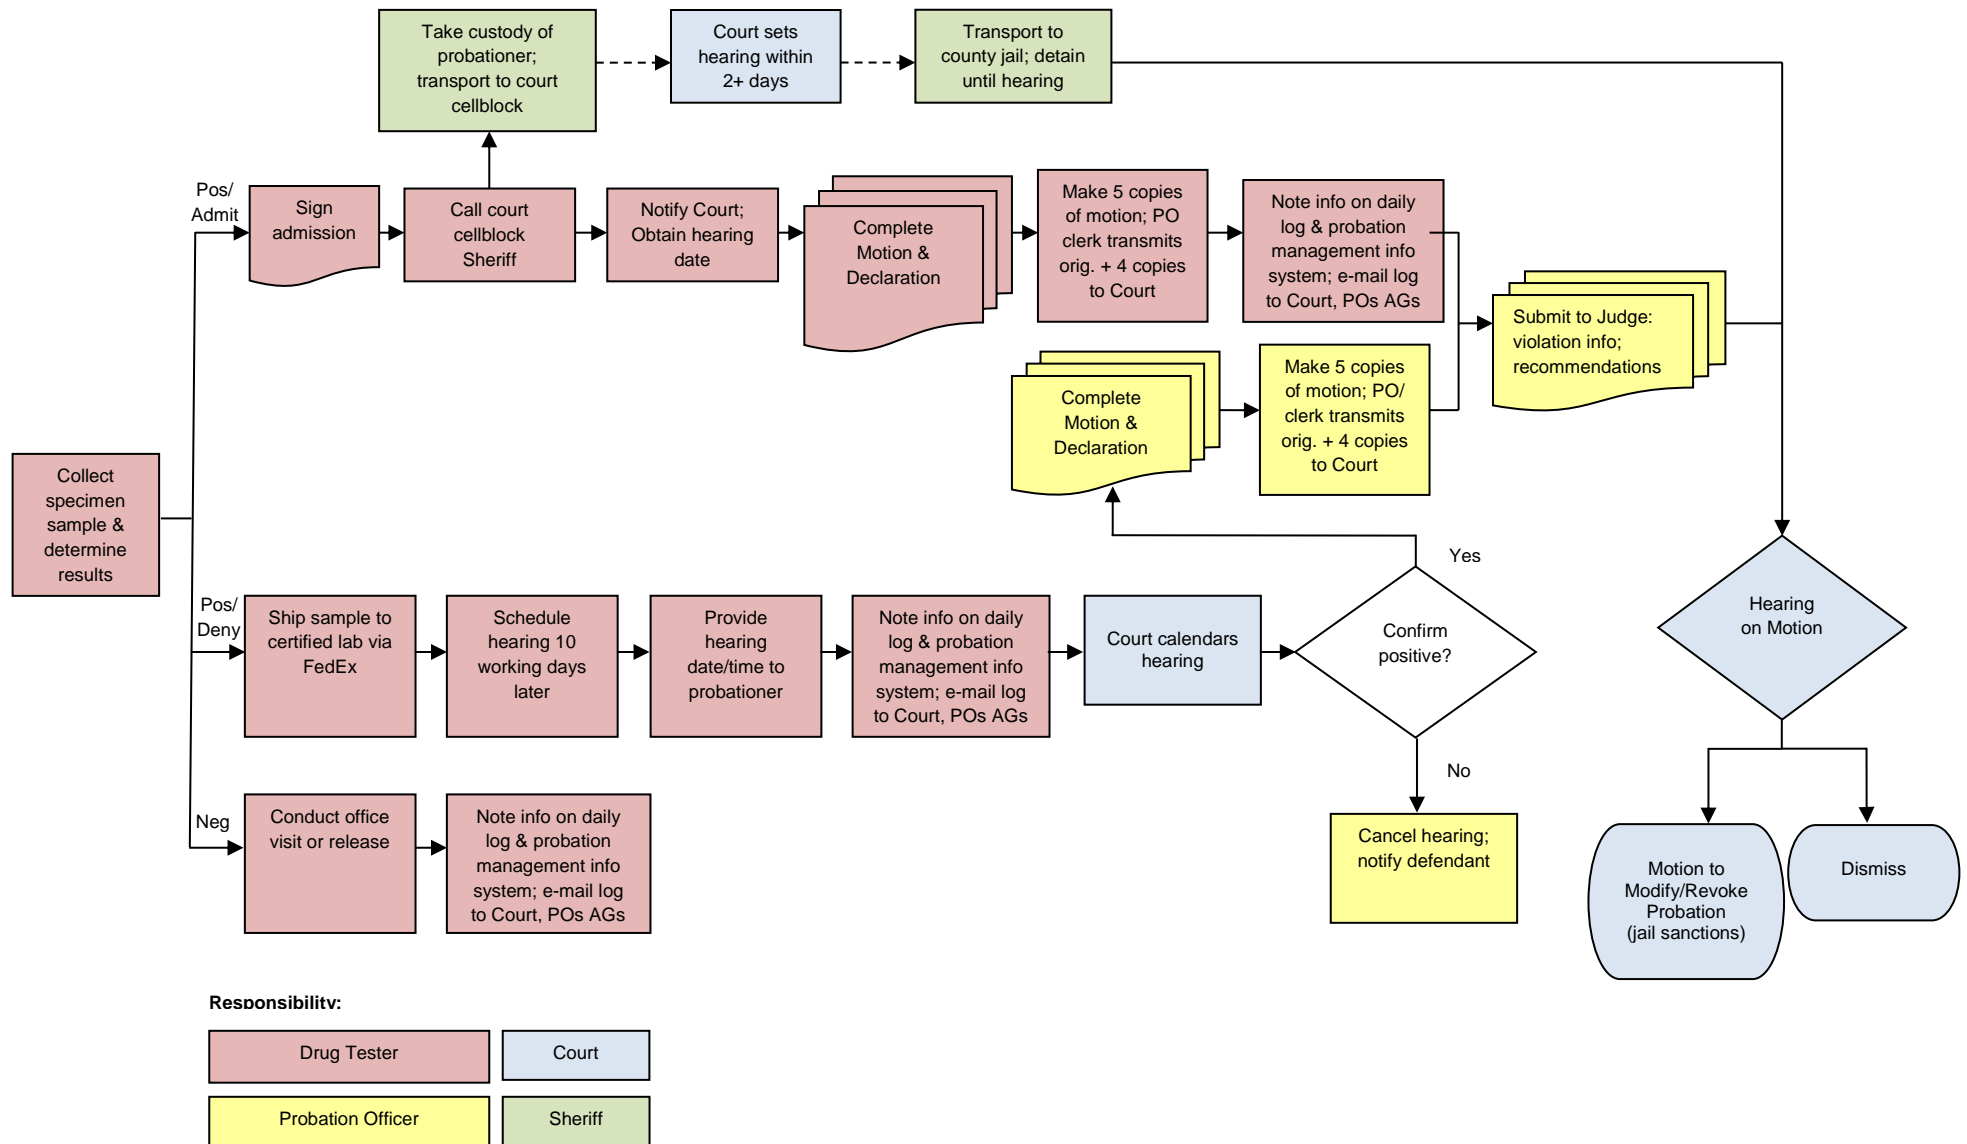 Take custody of
probationer;
transport to court
cellblock
Court sets
hearing within
2+ days
Transport to
county jail; detain
until hearing
Pos/
Admit
Sign
admission
Call court
cellblock
Sheriff
Notify Court;
Obtain hearing
date
Complete
Motion &
Declaration
Make 5 copies
of motion; PO
clerk transmits
orig. + 4 copies
to Court
Note info on daily
log & probation
management info
system; e-mail log
to Court, POs AGs
Submit to Judge:
violation info;
recommendations
Complete
Motion &
Declaration
Make 5 copies
of motion; PO/
clerk transmits
orig. + 4 copies
to Court
Collect
specimen
sample &
determine
results
Pos/
Deny
Ship sample to
certified lab via
FedEx
Schedule
hearing 10
working days
later
Provide
hearing
date/time to
probationer
Note info on daily
log & probation
management info
system; e-mail log
to Court, POs AGs
Court calendars
hearing
Confirm
positive?
Yes
No
Hearing
on Motion
Neg
Conduct office
visit or release
Note info on daily
log & probation
management info
system; e-mail log
to Court, POs AGs
Cancel hearing;
notify defendant
Motion to
Modify/Revoke
Probation
(jail sanctions)
Dismiss
Responsibility:
Drug Tester
Court
Probation Officer
Sheriff